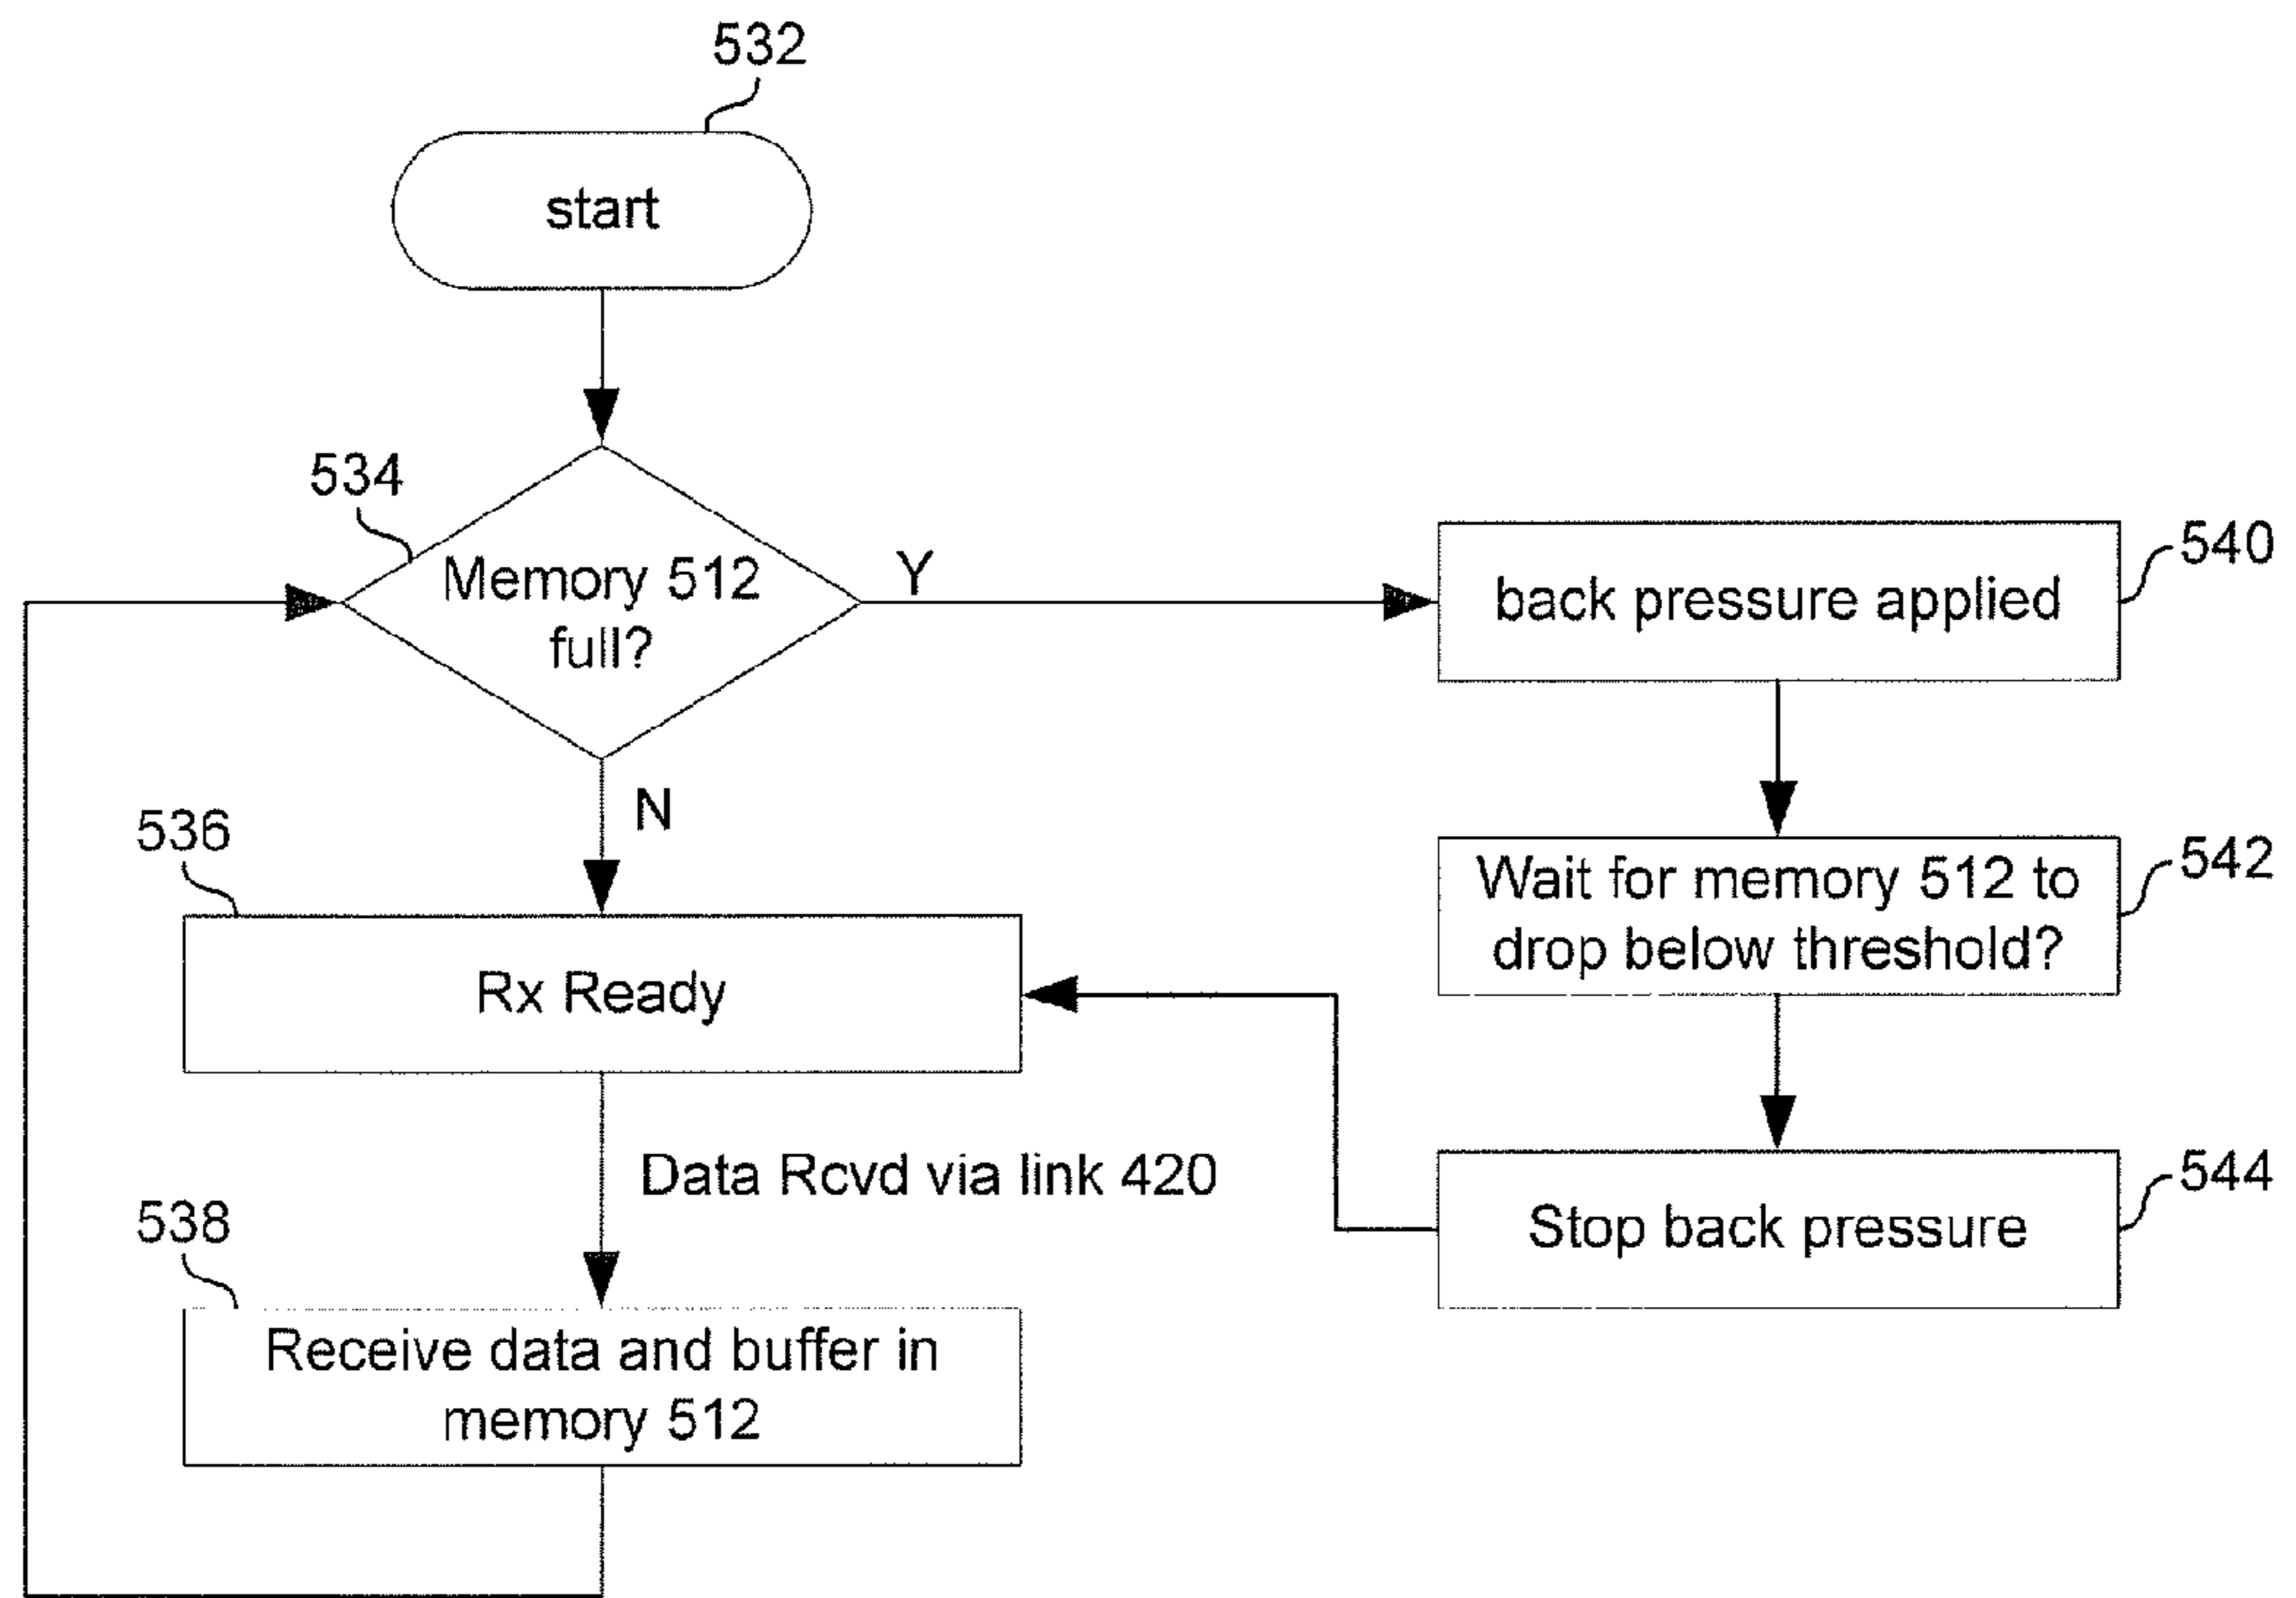 532
start
534
Memory 512
full?
Y
N
540
back pressure applied
542
Wait for memory 512 to
drop below threshold?
536
Rx Ready
544
Stop back pressure
Data Rcvd via link 420
538
Receive data and buffer in
memory 512